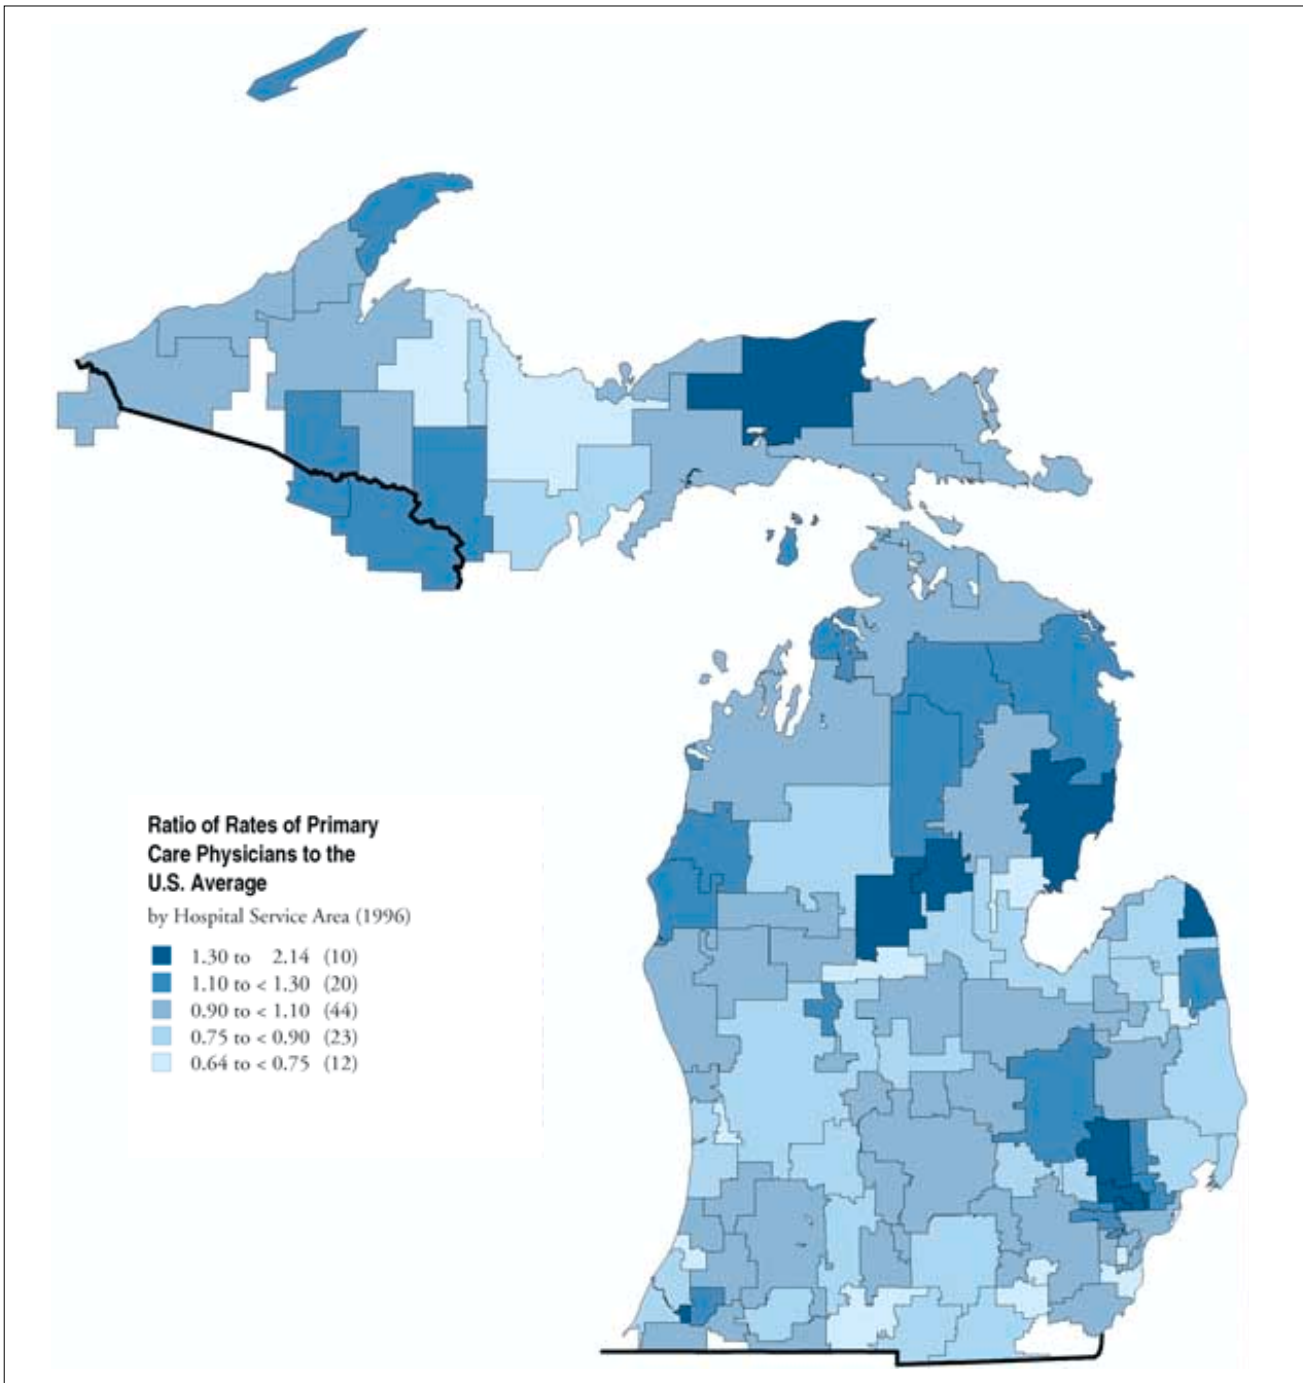 Ratio of Rates of Primary
Care Physicians to the
U.S. Average
by Hospital Service Area (1996)
1.30 to 2.14 (10)
1.10 to < 1.30 (20)
0.90 to < 1.10 (44)
0.75 to < 0.90 (23)
0.64 to < 0.75 (12)